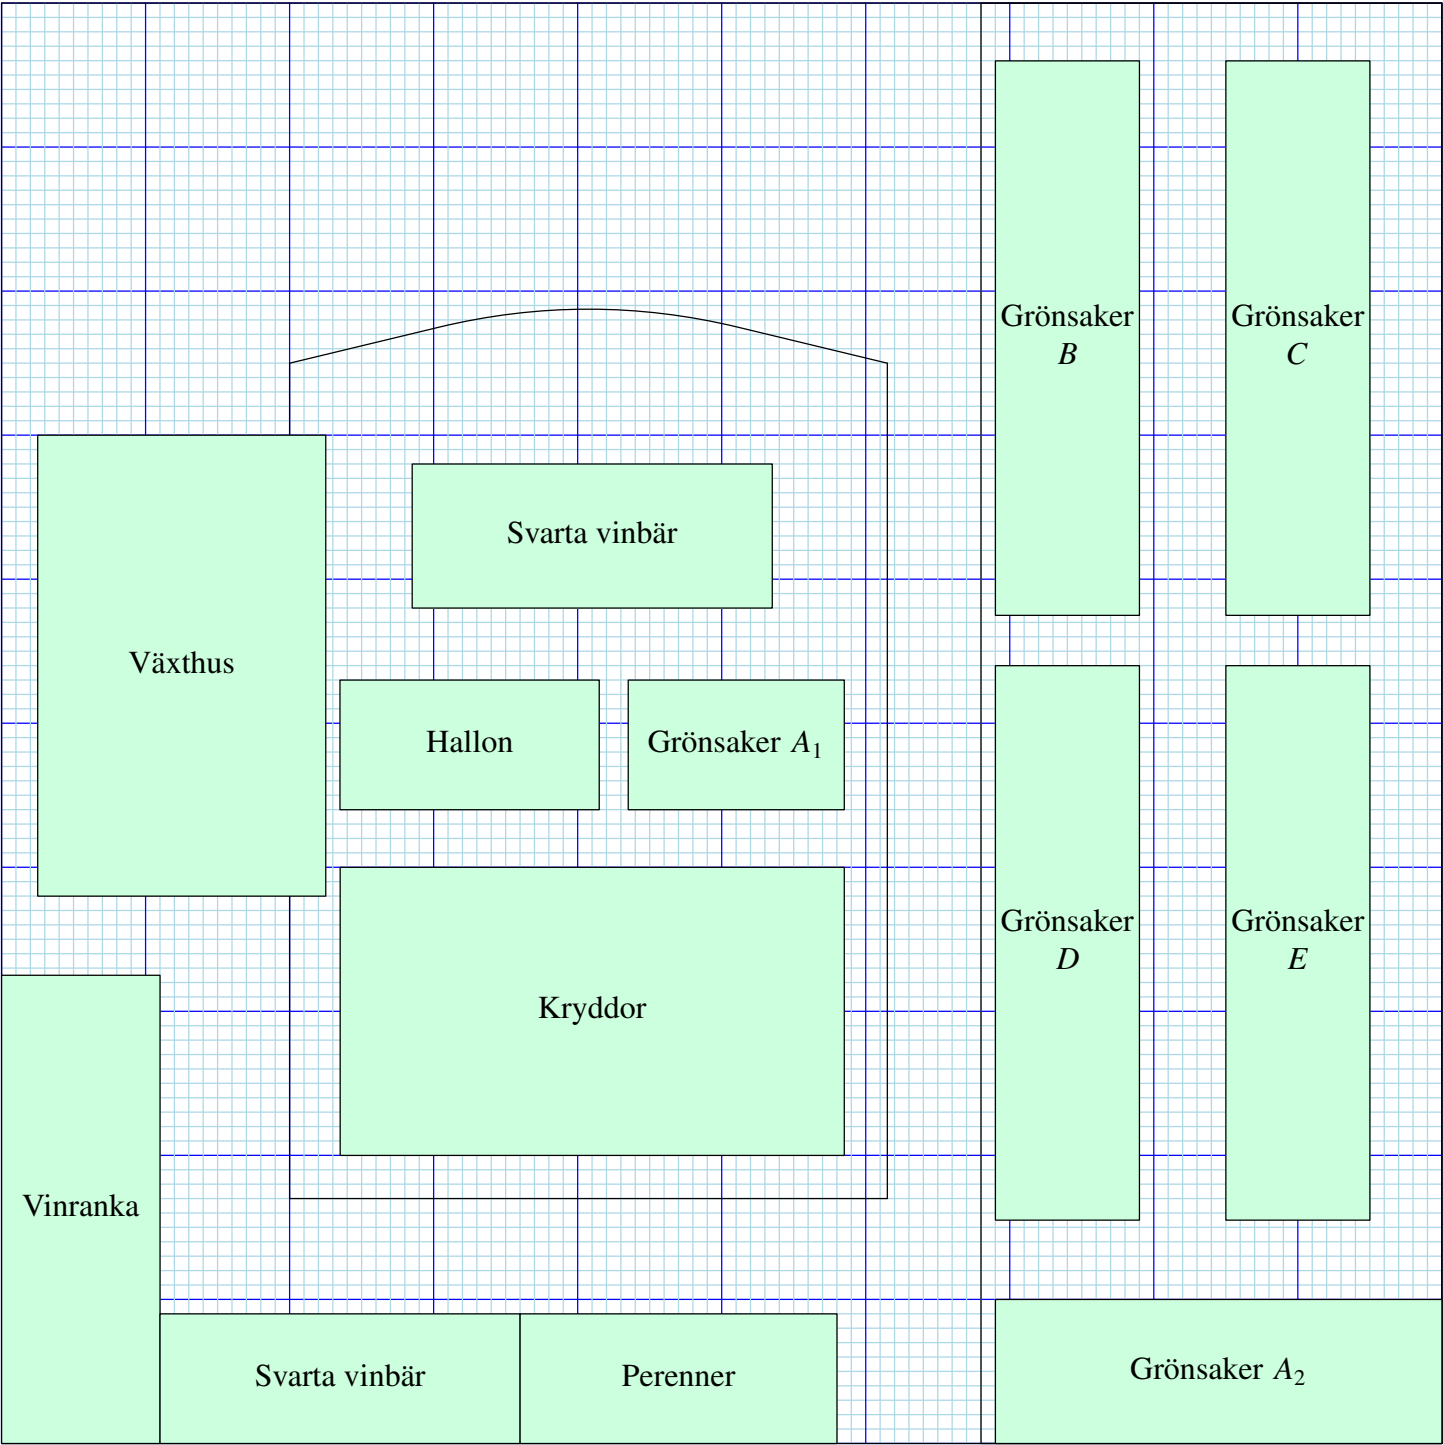 Grönsaker
B
Grönsaker
C
Svarta vinbär
Växthus
Hallon
Grönsaker A₁
Grönsaker
D
Grönsaker
E
Kryddor
Vinranka
Svarta vinbär
Perenner
Grönsaker A₂